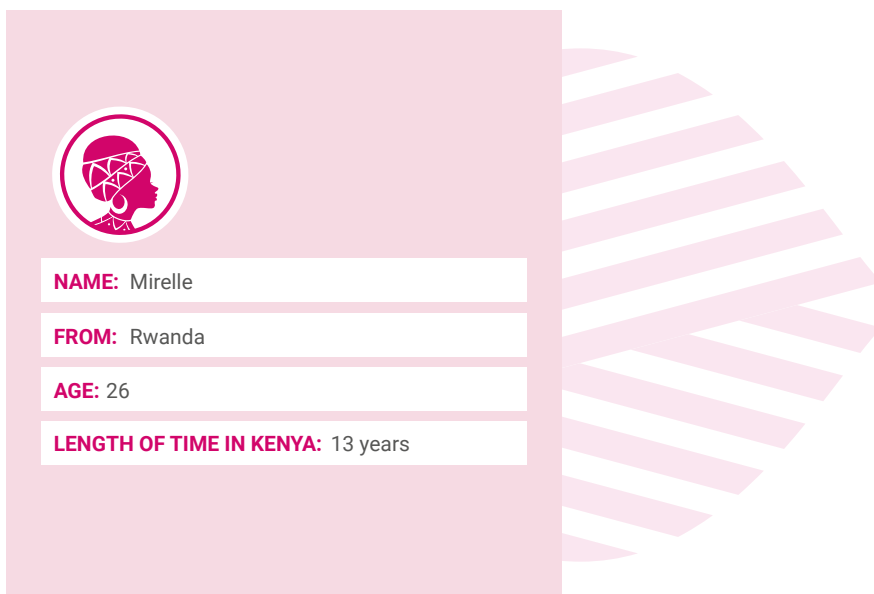 NAME: Mirelle
FROM: Rwanda
AGE: 26
LENGTH OF TIME IN KENYA: 13 years